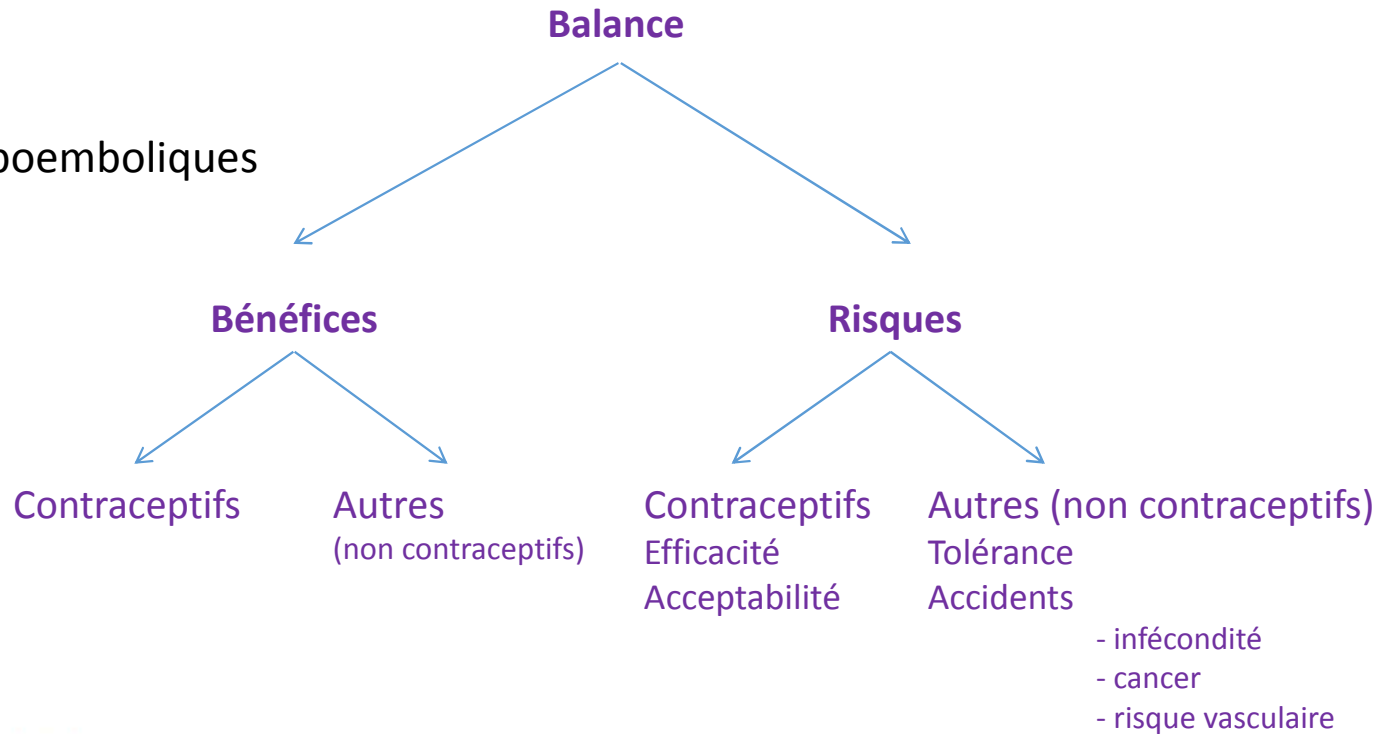 Balance
boemboliques
Bénéfices
Risques
Contraceptifs
Autres
(non contraceptifs)
Contraceptifs
Efficacité
Acceptabilité
Autres (non contraceptifs)
Tolérance
Accidents
- infécondité
- cancer
- risque vasculaire